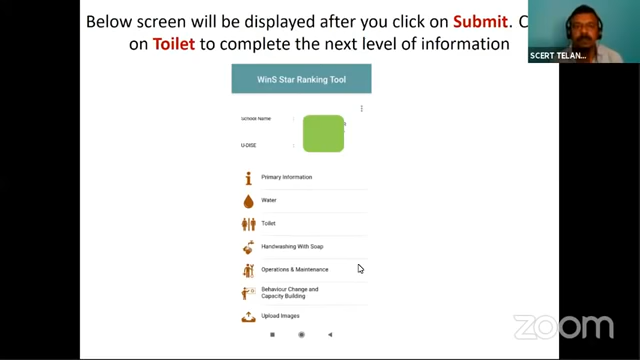 Below screen will be displayed after you click on Submit. C
on Toilet to complete the next level of information
SCERT TELAN...
WinS Star Ranking Tool
School Name :
U-DISE :
Primary Information
Water
Toilet
Handwashing With Soap
Operations & Maintenance
Behaviour Change and
Capacity Building
Upload Images
zoom